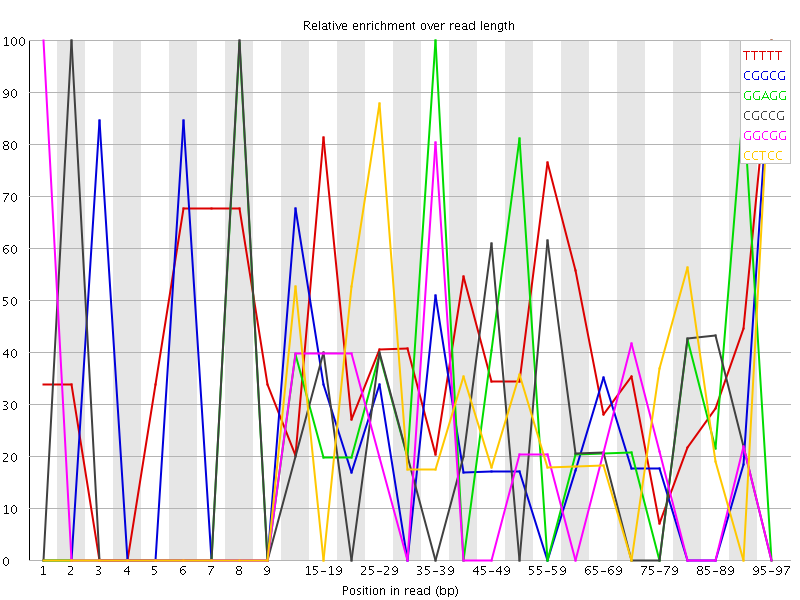 Relative enrichment over read length
100
90
80
70
60
50
40
30
20
10
0
TTTTT
CGGCG
GGAGG
CGCCG
GGCGG
CCTCC
1 2 3 4 5 6 7 8 9 15-19 25-29 35-39 45-49 55-59 65-69 75-79 85-89 95-97
Position in read (bp)